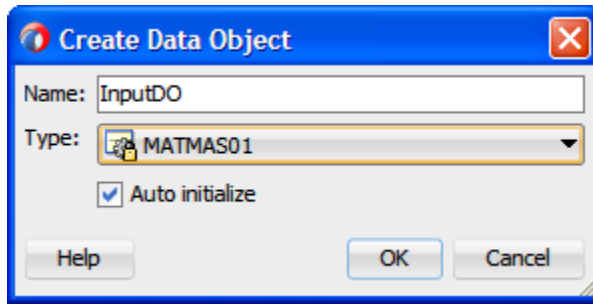 Create Data Object
Name: InputDO
Type: MATMAS01
Auto initialize
Help OK Cancel